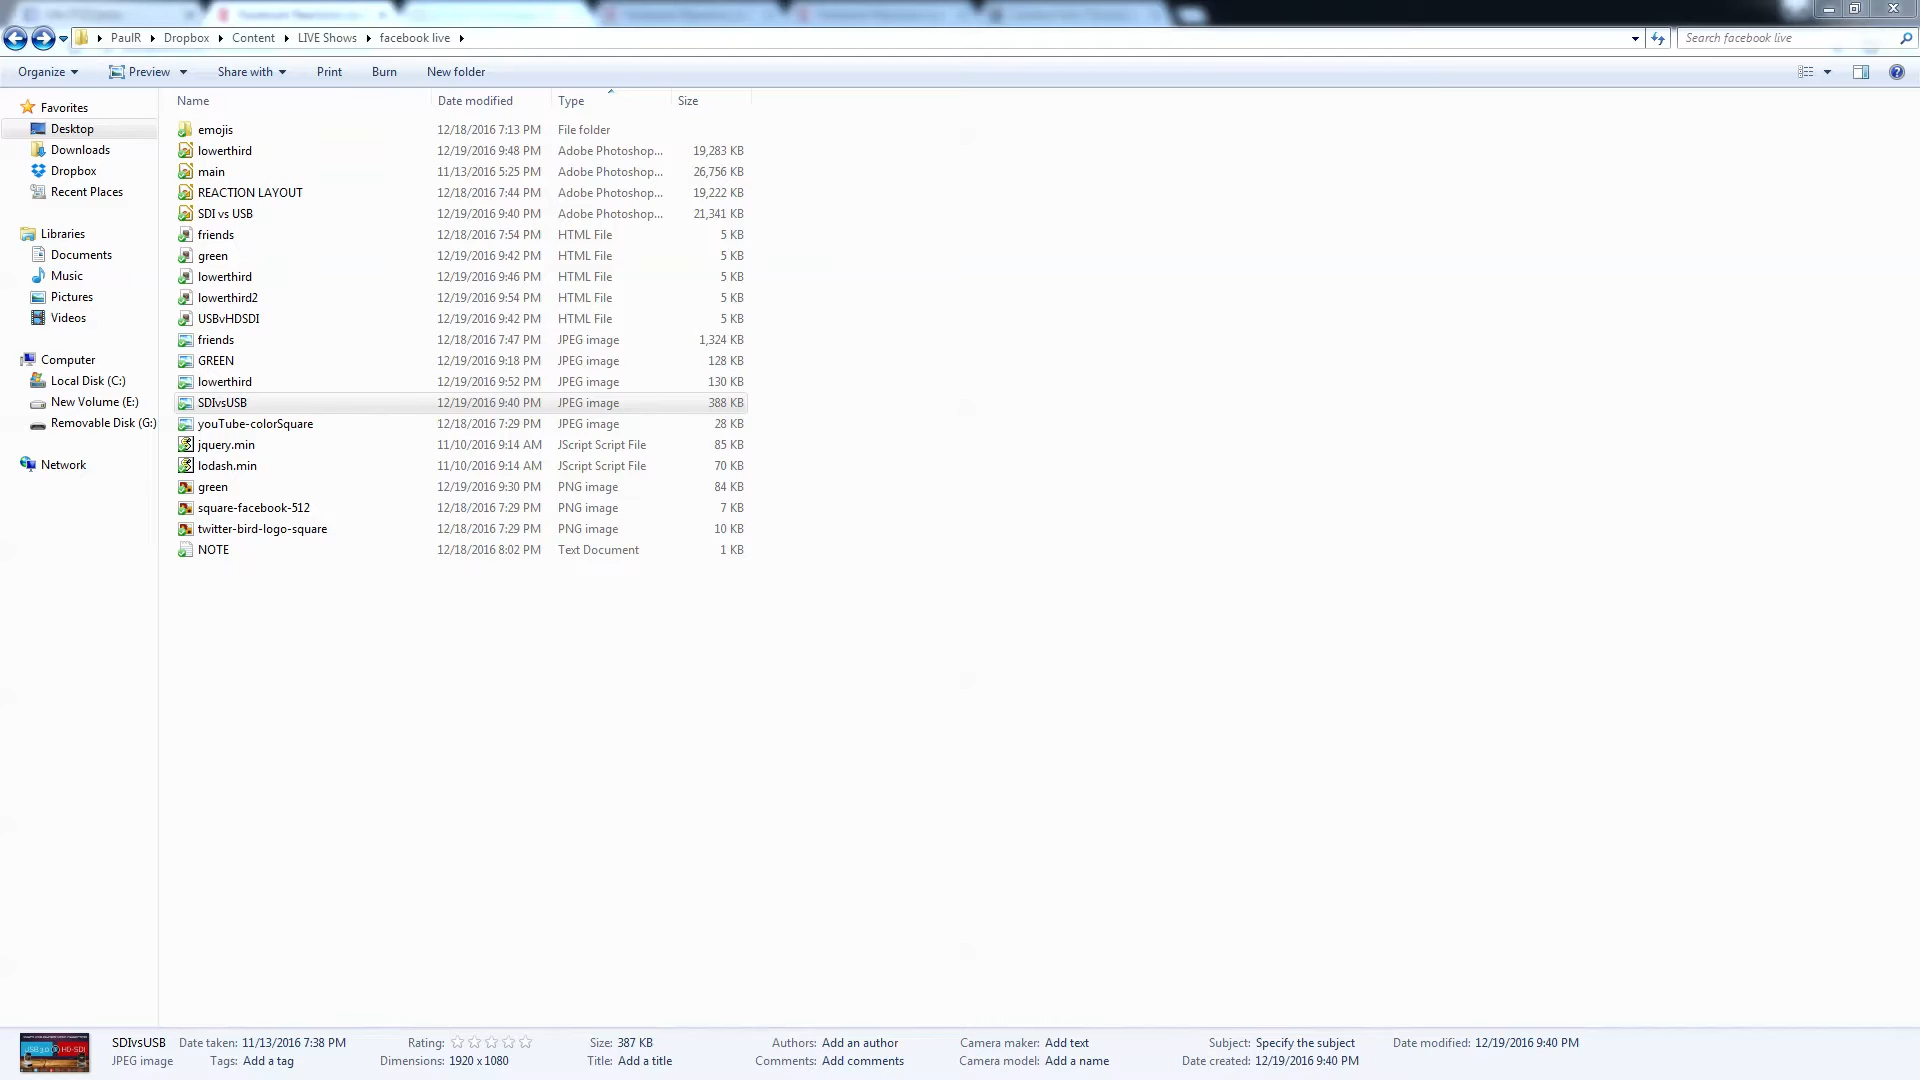 PaulR Dropbox Content LIVE Shows facebook live
Search facebook live
Organize Preview Share with Print Burn New folder
Name Date modified Type Size
Favorites
Desktop
Downloads
Dropbox
Recent Places
Libraries
Documents
Music
Pictures
Videos
Computer
Local Disk (C:)
New Volume (E:)
Removable Disk (G:)
Network
emojis 12/18/2016 7:13 PM File folder
lowerthird 12/19/2016 9:48 PM Adobe Photoshop... 19,283 KB
main 11/13/2016 5:25 PM Adobe Photoshop... 26,756 KB
REACTION LAYOUT 12/18/2016 7:44 PM Adobe Photoshop... 19,222 KB
SDI vs USB 12/19/2016 9:40 PM Adobe Photoshop... 21,341 KB
friends 12/18/2016 7:54 PM HTML File 5 KB
green 12/19/2016 9:42 PM HTML File 5 KB
lowerthird 12/19/2016 9:46 PM HTML File 5 KB
lowerthird2 12/19/2016 9:54 PM HTML File 5 KB
USBvHDSDI 12/19/2016 9:42 PM HTML File 5 KB
friends 12/18/2016 7:47 PM JPEG image 1,324 KB
GREEN 12/19/2016 9:18 PM JPEG image 128 KB
lowerthird 12/19/2016 9:52 PM JPEG image 130 KB
SDIvsUSB 12/19/2016 9:40 PM JPEG image 388 KB
youTube-colorSquare 12/18/2016 7:29 PM JPEG image 28 KB
jquery.min 11/10/2016 9:14 AM JScript Script File 85 KB
lodash.min 11/10/2016 9:14 AM JScript Script File 70 KB
green 12/19/2016 9:30 PM PNG image 84 KB
square-facebook-512 12/18/2016 7:29 PM PNG image 7 KB
twitter-bird-logo-square 12/18/2016 7:29 PM PNG image 10 KB
NOTE 12/18/2016 8:02 PM Text Document 1 KB
SDIvsUSB Date taken: 11/13/2016 7:38 PM Rating: Size: 387 KB Authors: Add an author Camera maker: Add text Subject: Specify the subject Date modified: 12/19/2016 9:40 PM
JPEG image Tags: Add a tag Dimensions: 1920 x 1080 Title: Add a title Comments: Add comments Camera model: Add a name Date created: 12/19/2016 9:40 PM